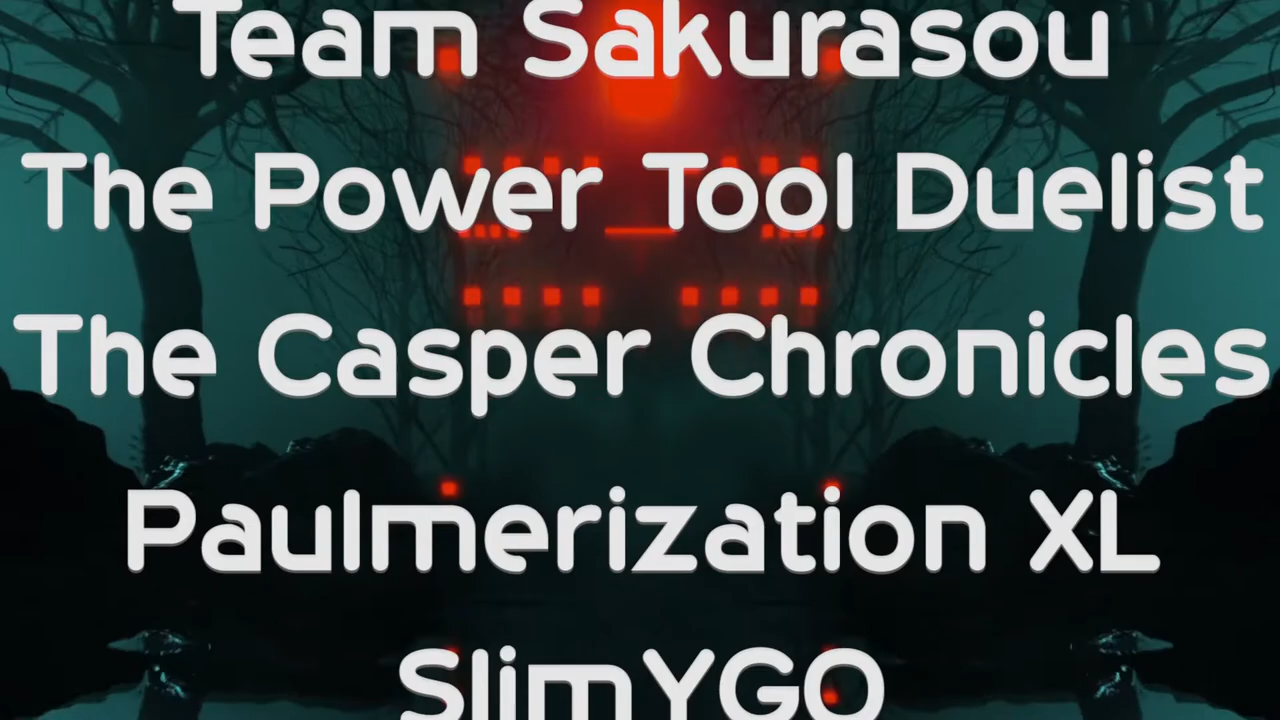 Team Sakurasou
The Power Tool Duelist
The Casper Chronicles
Paulmerization XL
SlimYGO